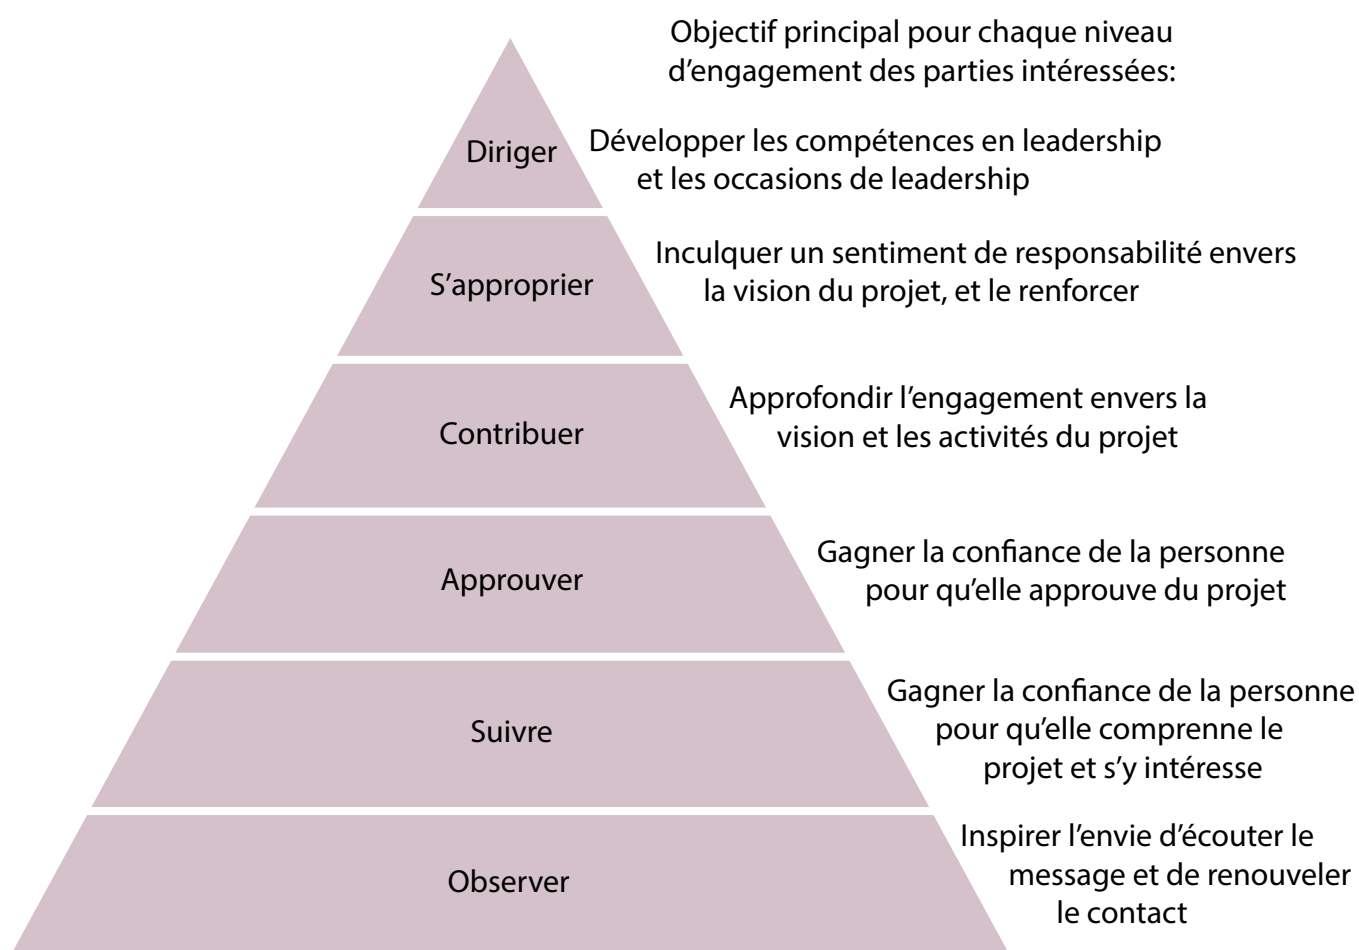 Objectif principal pour chaque niveau
d’engagement des parties intéressées:
Diriger
Développer les compétences en leadership
et les occasions de leadership
S’approprier
Inculquer un sentiment de responsabilité envers
la vision du projet, et le renforcer
Contribuer
Approfondir l’engagement envers la
vision et les activités du projet
Approuver
Gagner la confiance de la personne
pour qu’elle approuve du projet
Suivre
Gagner la confiance de la personne
pour qu’elle comprenne le
projet et s’y intéresse
Observer
Inspirer l’envie d’écouter le
message et de renouveler
le contact